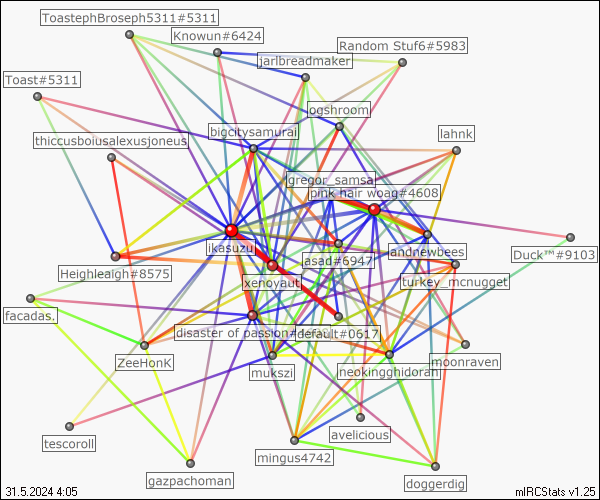 ToastephBroseph5311#5311
Knowun#6424
Random Stuf6#5983
jarlbreadmaker
Toast#5311
logshroom
bigcitysamurai
lahnk
thiccusboiusalexusjoneus
gregor_samsa
pink hair woag#4608
ikasuzu
asad#6947
andnewbees
Duck™#9103
Heighleaigh#8575
xenoyaut
turkey_mcnugget
facadas.
disaster of passion#
default#0617
ZeeHonK
mukszi
neokingghidorah
moonraven
tescoroll
avelicious
mingus4742
gazpachoman
doggerdig
31.5.2024 4:05
mIRCStats v1.25